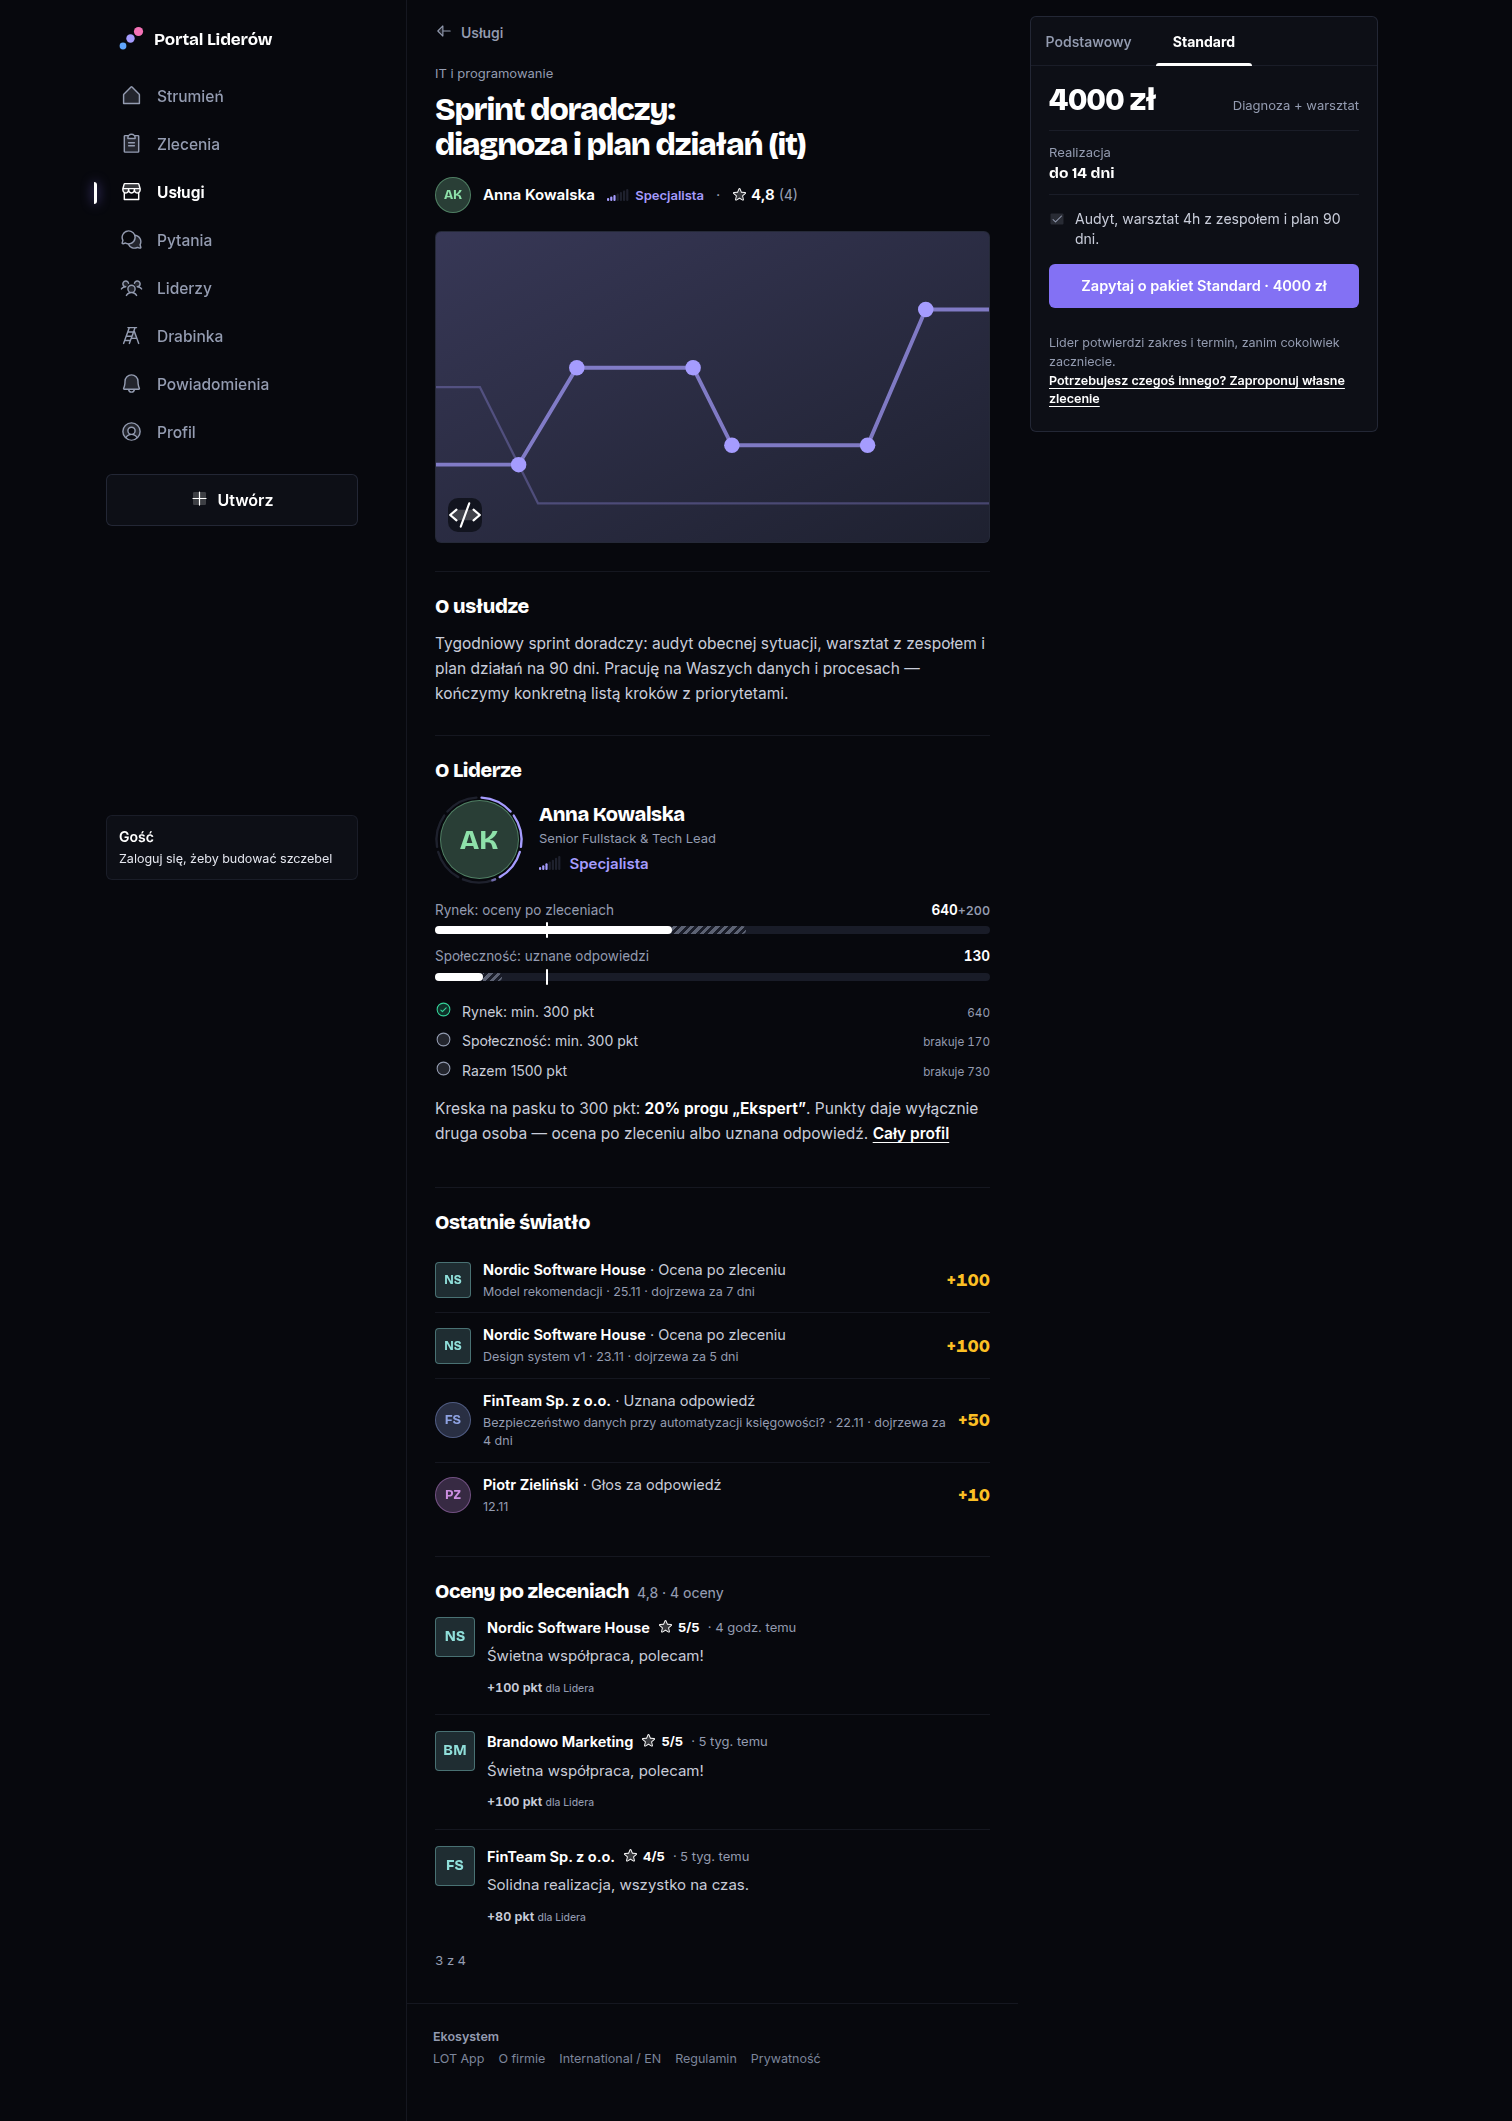 Portal Liderów
Strumień
Zlecenia
Usługi
Pytania
Liderzy
Drabinka
Powiadomienia
Profil
Utwórz
Gość
Zaloguj się, żeby budować szczebel
Usługi
IT i programowanie
Sprint doradczy:
diagnoza i plan działań (it)
AK Anna Kowalska Specjalista · 4,8 (4)
</>
O usłudze
Tygodniowy sprint doradczy: audyt obecnej sytuacji, warsztat z zespołem i
plan działań na 90 dni. Pracuję na Waszych danych i procesach —
kończymy konkretną listą kroków z priorytetami.
O Liderze
AK
Anna Kowalska
Senior Fullstack & Tech Lead
Specjalista
Rynek: oceny po zleceniach 640+200
Społeczność: uznane odpowiedzi 130
Rynek: min. 300 pkt 640
Społeczność: min. 300 pkt brakuje 170
Razem 1500 pkt brakuje 730
Kreska na pasku to 300 pkt: 20% progu „Ekspert”. Punkty daje wyłącznie
druga osoba — ocena po zleceniu albo uznana odpowiedź. Cały profil
Ostatnie światło
NS Nordic Software House · Ocena po zleceniu +100
Model rekomendacji · 25.11 · dojrzewa za 7 dni
NS Nordic Software House · Ocena po zleceniu +100
Design system v1 · 23.11 · dojrzewa za 5 dni
FS FinTeam Sp. z o.o. · Uznana odpowiedź +50
Bezpieczeństwo danych przy automatyzacji księgowości? · 22.11 · dojrzewa za
4 dni
PZ Piotr Zieliński · Głos za odpowiedź +10
12.11
Oceny po zleceniach 4,8 · 4 oceny
NS Nordic Software House 5/5 · 4 godz. temu
Świetna współpraca, polecam!
+100 pkt dla Lidera
BM Brandowo Marketing 5/5 · 5 tyg. temu
Świetna współpraca, polecam!
+100 pkt dla Lidera
FS FinTeam Sp. z o.o. 4/5 · 5 tyg. temu
Solidna realizacja, wszystko na czas.
+80 pkt dla Lidera
3 z 4
Ekosystem
LOT App O firmie International / EN Regulamin Prywatność
Podstawowy Standard
4000 zł Diagnoza + warsztat
Realizacja
do 14 dni
Audyt, warsztat 4h z zespołem i plan 90
dni.
Zapytaj o pakiet Standard · 4000 zł
Lider potwierdzi zakres i termin, zanim cokolwiek
zaczniecie.
Potrzebujesz czegoś innego? Zaproponuj własne
zlecenie